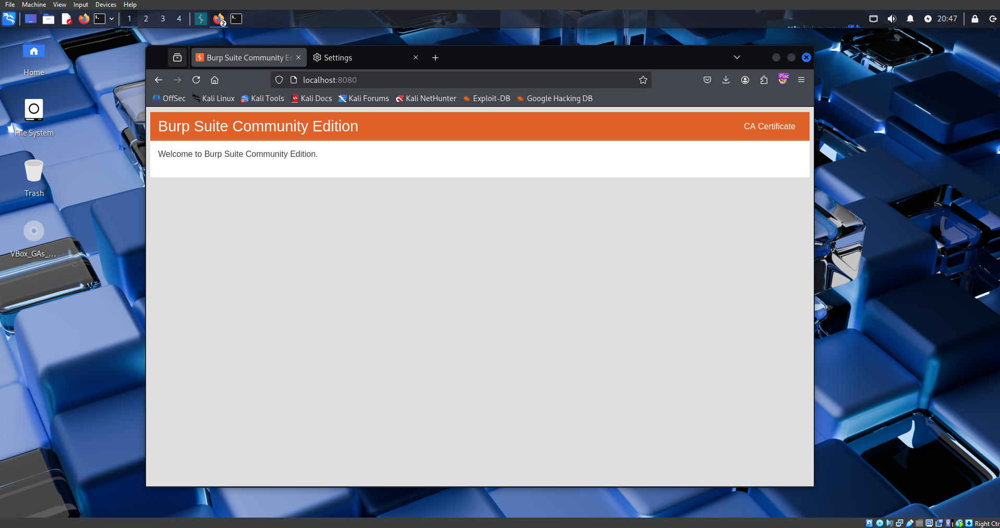 File Machine View Input Devices Help
1 2 3 4 2 20:47
Home
File System
Trash
VBox_GAs_...
Burp Suite Community Ed Settings
localhost:8080
Plac
OffSec Kali Linux Kali Tools Kali Docs Kali Forums Kali NetHunter Exploit-DB Google Hacking DB
Burp Suite Community Edition CA Certificate
Welcome to Burp Suite Community Edition.
Right Ctr